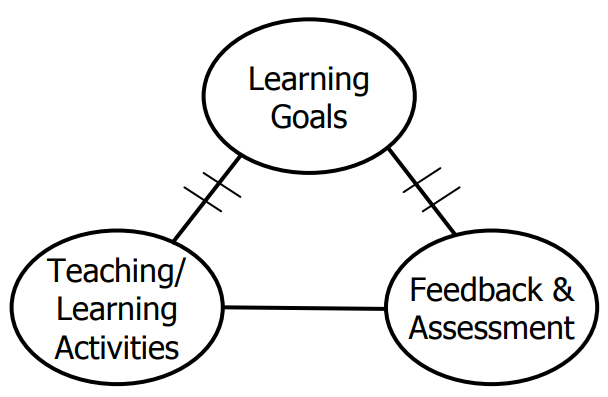 Learning
Goals
Teaching/
Learning
Activities
Feedback &
Assessment